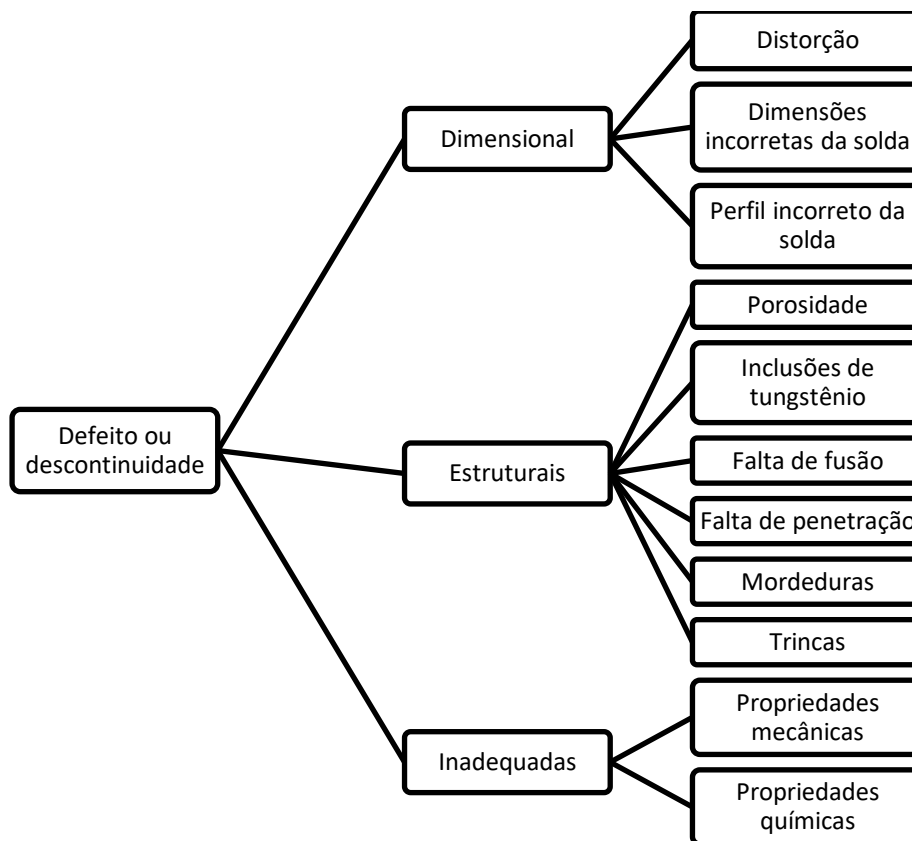 Distorção
Dimensões
incorretas da solda
Dimensional
Perfil incorreto da
solda
Porosidade
Inclusões de
tungstênio
Defeito ou
descontinuidade
Estruturais
Falta de fusão
Falta de penetração
Mordeduras
Trincas
Propriedades
mecânicas
Inadequadas
Propriedades
químicas